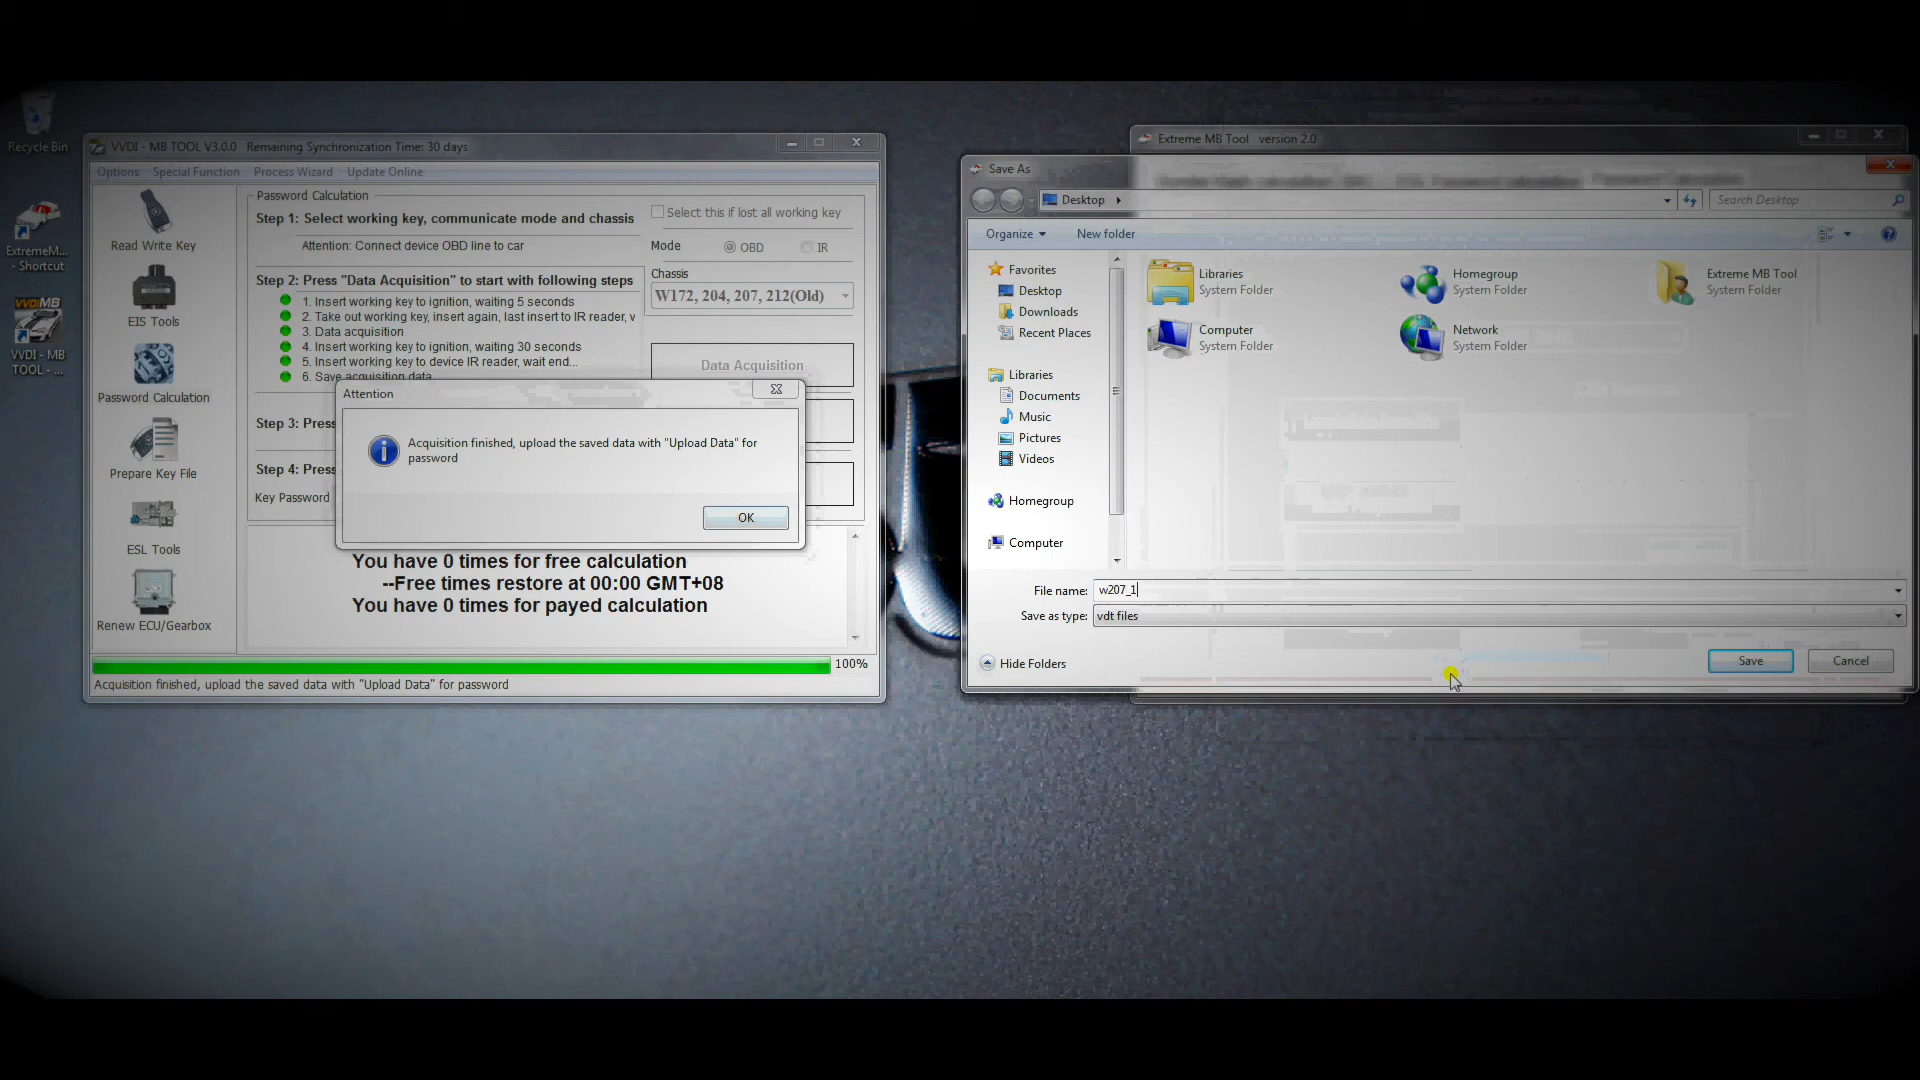 Recycle Bin
ExtremeM...
- Shortcut
VVDI MB
VVDI - MB
TOOL - ...
VVDI - MB TOOL V3.0.0   Remaining Synchronization Time: 30 days
Options   Special Function   Process Wizard   Update Online
Read Write Key
EIS Tools
Password Calculation
Prepare Key File
ESL Tools
Renew ECU/Gearbox
Password Calculation
Step 1: Select working key, communicate mode and chassis
Select this if lost all working key
Attention: Connect device OBD line to car
Mode   OBD   IR
Step 2: Press "Data Acquisition" to start with following steps
Chassis
W172, 204, 207, 212(Old)
1. Insert working key to ignition, waiting 5 seconds
2. Take out working key, insert again, last insert to IR reader, v
3. Data acquisition
4. Insert working key to ignition, waiting 30 seconds
5. Insert working key to device IR reader, wait end...
6. Save acquisition data
Data Acquisition
Step 3: Pres
Step 4: Pres
Key Password
Attention
Acquisition finished, upload the saved data with "Upload Data" for
password
OK
You have 0 times for free calculation
--Free times restore at 00:00 GMT+08
You have 0 times for payed calculation
100%
Acquisition finished, upload the saved data with "Upload Data" for password
Extreme MB Tool   version 2.0
Save As
Desktop
Search Desktop
Organize   New folder
Favorites
Desktop
Downloads
Recent Places
Libraries
Documents
Music
Pictures
Videos
Homegroup
Computer
Libraries
System Folder
Homegroup
System Folder
Extreme MB Tool
System Folder
Computer
System Folder
Network
System Folder
File name: w207_1
Save as type: vdt files
Hide Folders
Save
Cancel